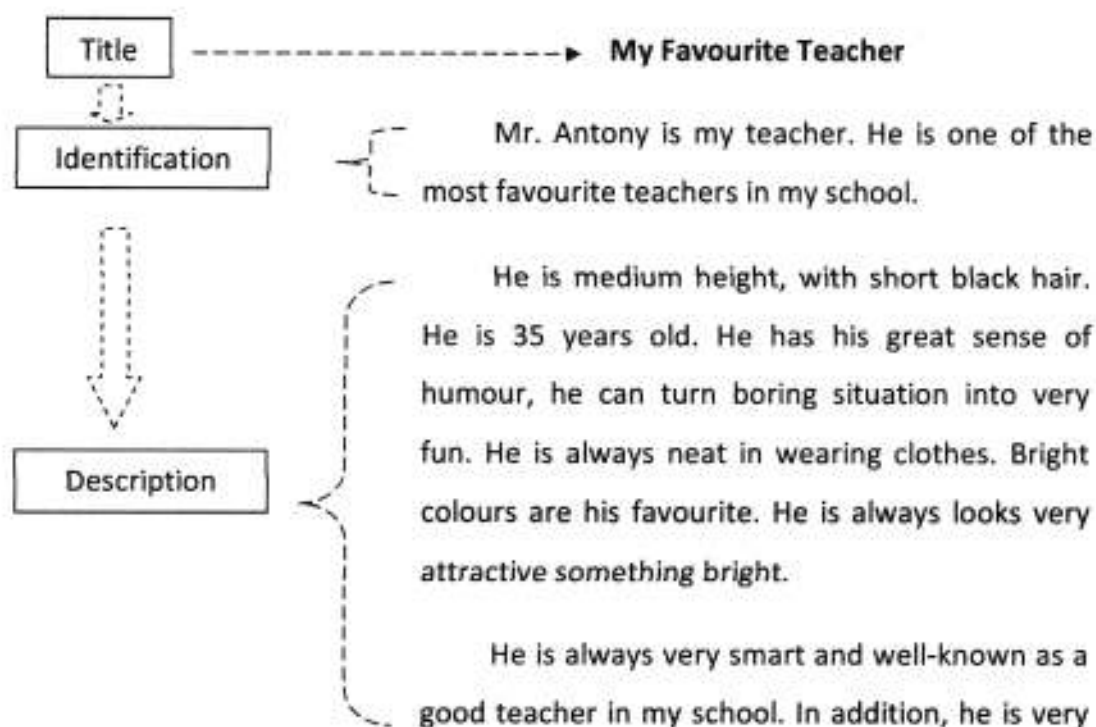 Title
My Favourite Teacher
Identification
Mr. Antony is my teacher. He is one of the
most favourite teachers in my school.
He is medium height, with short black hair.
He is 35 years old. He has his great sense of
humour, he can turn boring situation into very
fun. He is always neat in wearing clothes. Bright
colours are his favourite. He is always looks very
attractive something bright.
Description
He is always very smart and well-known as a
good teacher in my school. In addition, he is very